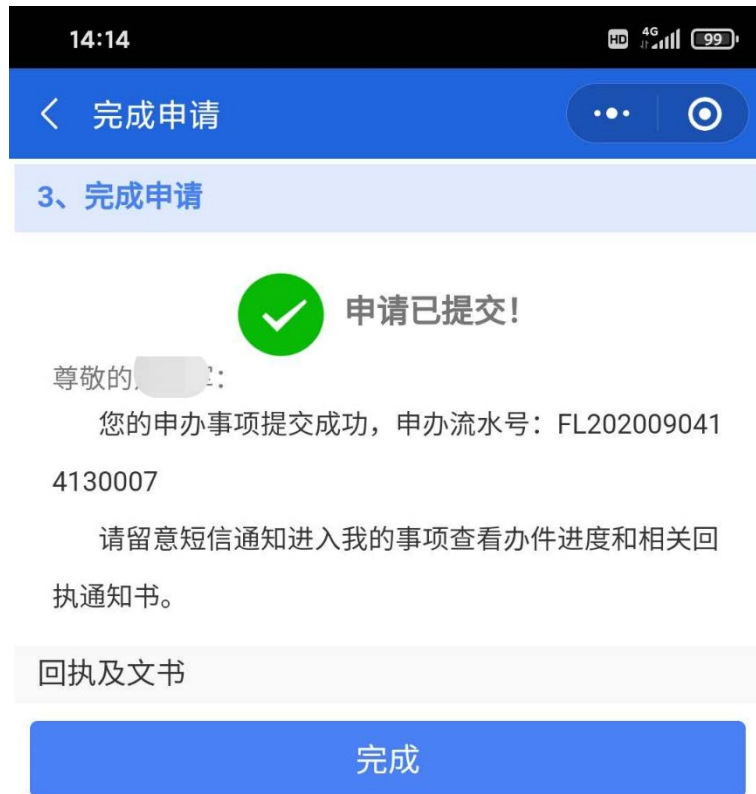 14:14
HD 4G 99
完成申请
3、完成申请
申请已提交!
尊敬的
您的申办事项提交成功，申办流水号：FL202009041
4130007
请留意短信通知进入我的事项查看办件进度和相关回
执通知书。
回执及文书
完成